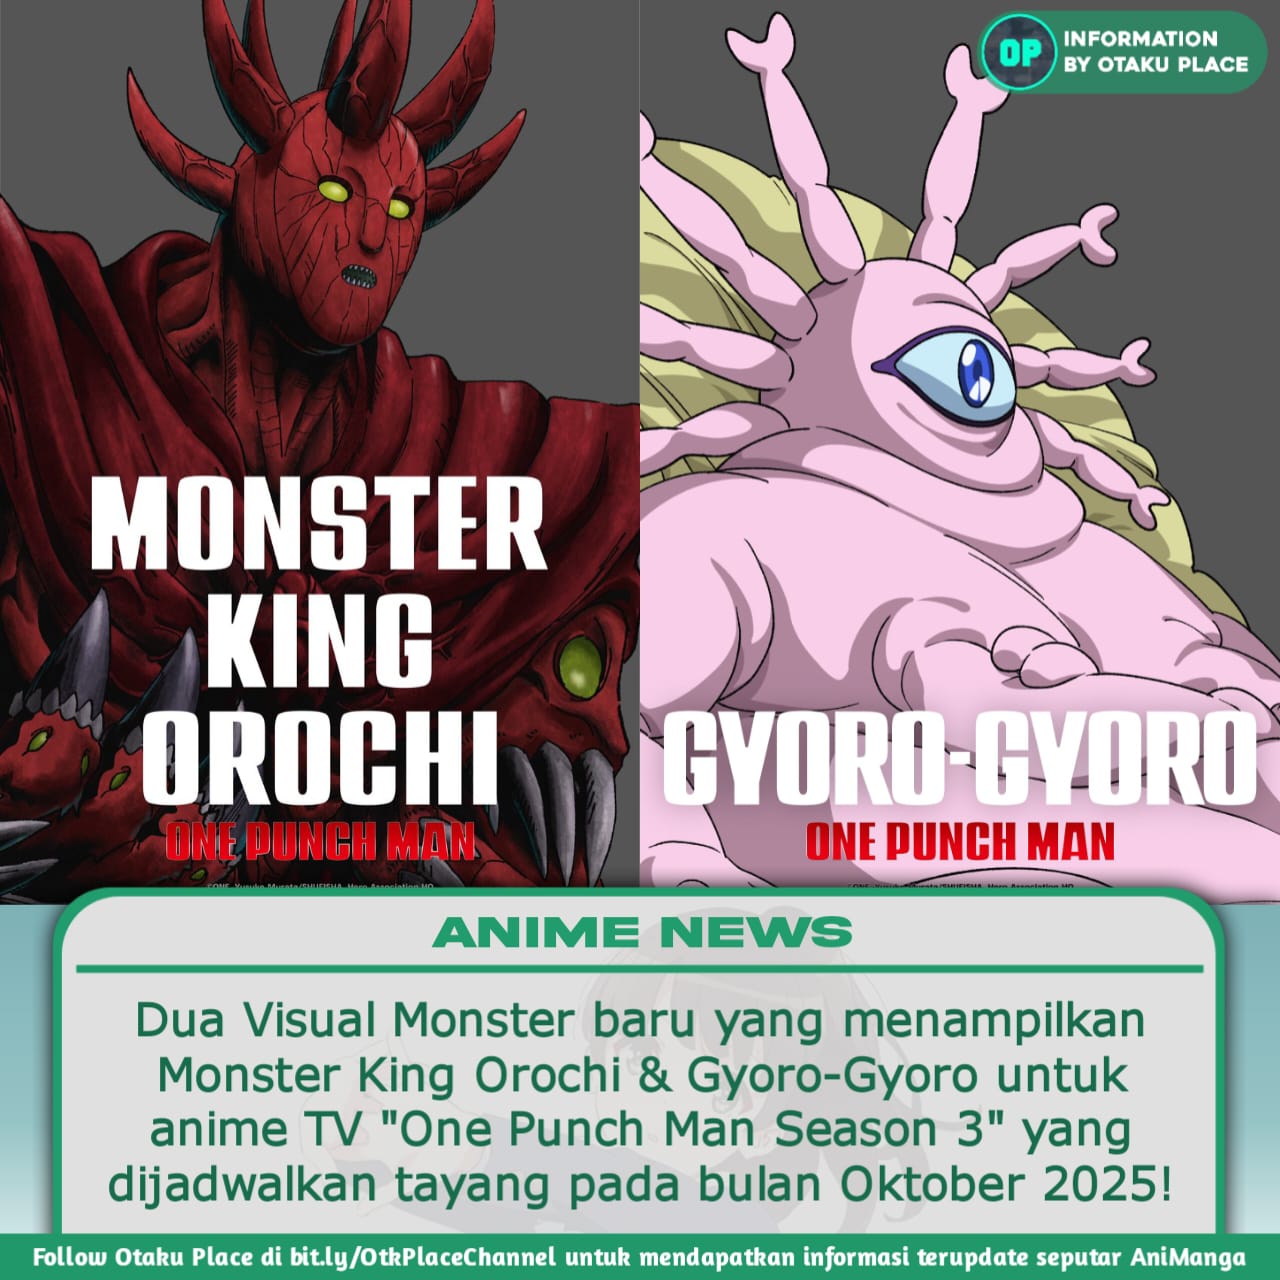 OP
INFORMATION
BY OTAKU PLACE
MONSTER
KING
OROCHI
ONE PUNCH MAN
GYORO-GYORO
ONE PUNCH MAN
ANIME NEWS
Dua Visual Monster baru yang menampilkan
Monster King Orochi & Gyoro-Gyoro untuk
anime TV "One Punch Man Season 3" yang
dijadwalkan tayang pada bulan Oktober 2025!
Follow Otaku Place di bit.ly/OtkPlaceChannel untuk mendapatkan informasi terupdate seputar AniManga